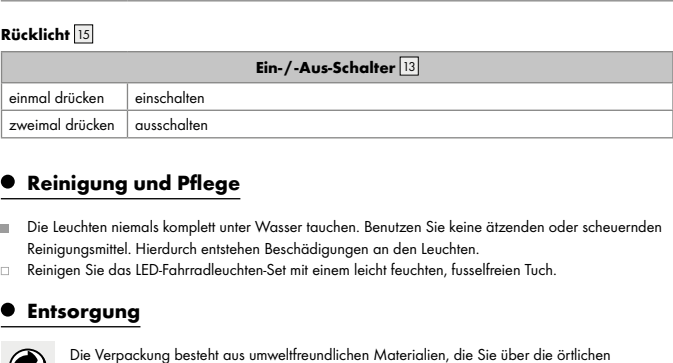 Rücklicht 15
Ein-/-Aus-Schalter 13
einmal drücken einschalten
zweimal drücken ausschalten
● Reinigung und Pflege
Die Leuchten niemals komplett unter Wasser tauchen. Benutzen Sie keine ätzenden oder scheuernden
Reinigungsmittel. Hierdurch entstehen Beschädigungen an den Leuchten.
Reinigen Sie das LED-Fahrradleuchten-Set mit einem leicht feuchten, fusselfreien Tuch.
● Entsorgung
Die Verpackung besteht aus umweltfreundlichen Materialien, die Sie über die örtlichen